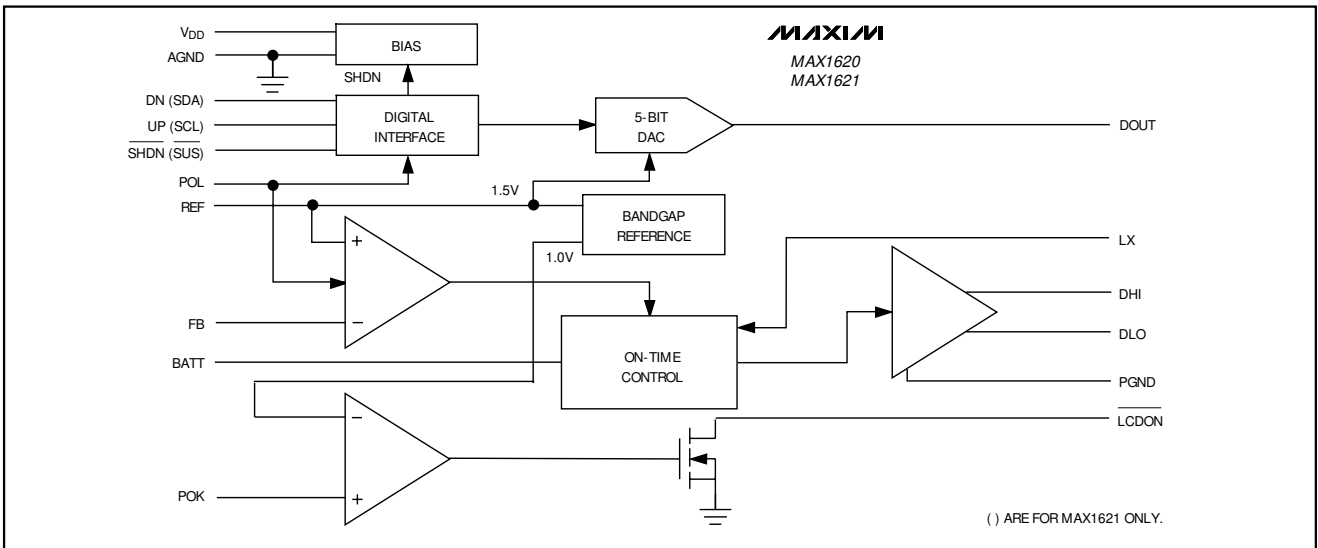 MAXIM
MAX1620
MAX1621
VDD
AGND
BIAS
SHDN
DN (SDA)
UP (SCL)
SHDN (SUS)
DIGITAL
INTERFACE
5-BIT
DAC
DOUT
POL
REF
1.5V
BANDGAP
REFERENCE
1.0V
+
−
FB
BATT
ON-TIME
CONTROL
LX
DHI
DLO
PGND
LCDON
−
+
POK
( ) ARE FOR MAX1621 ONLY.